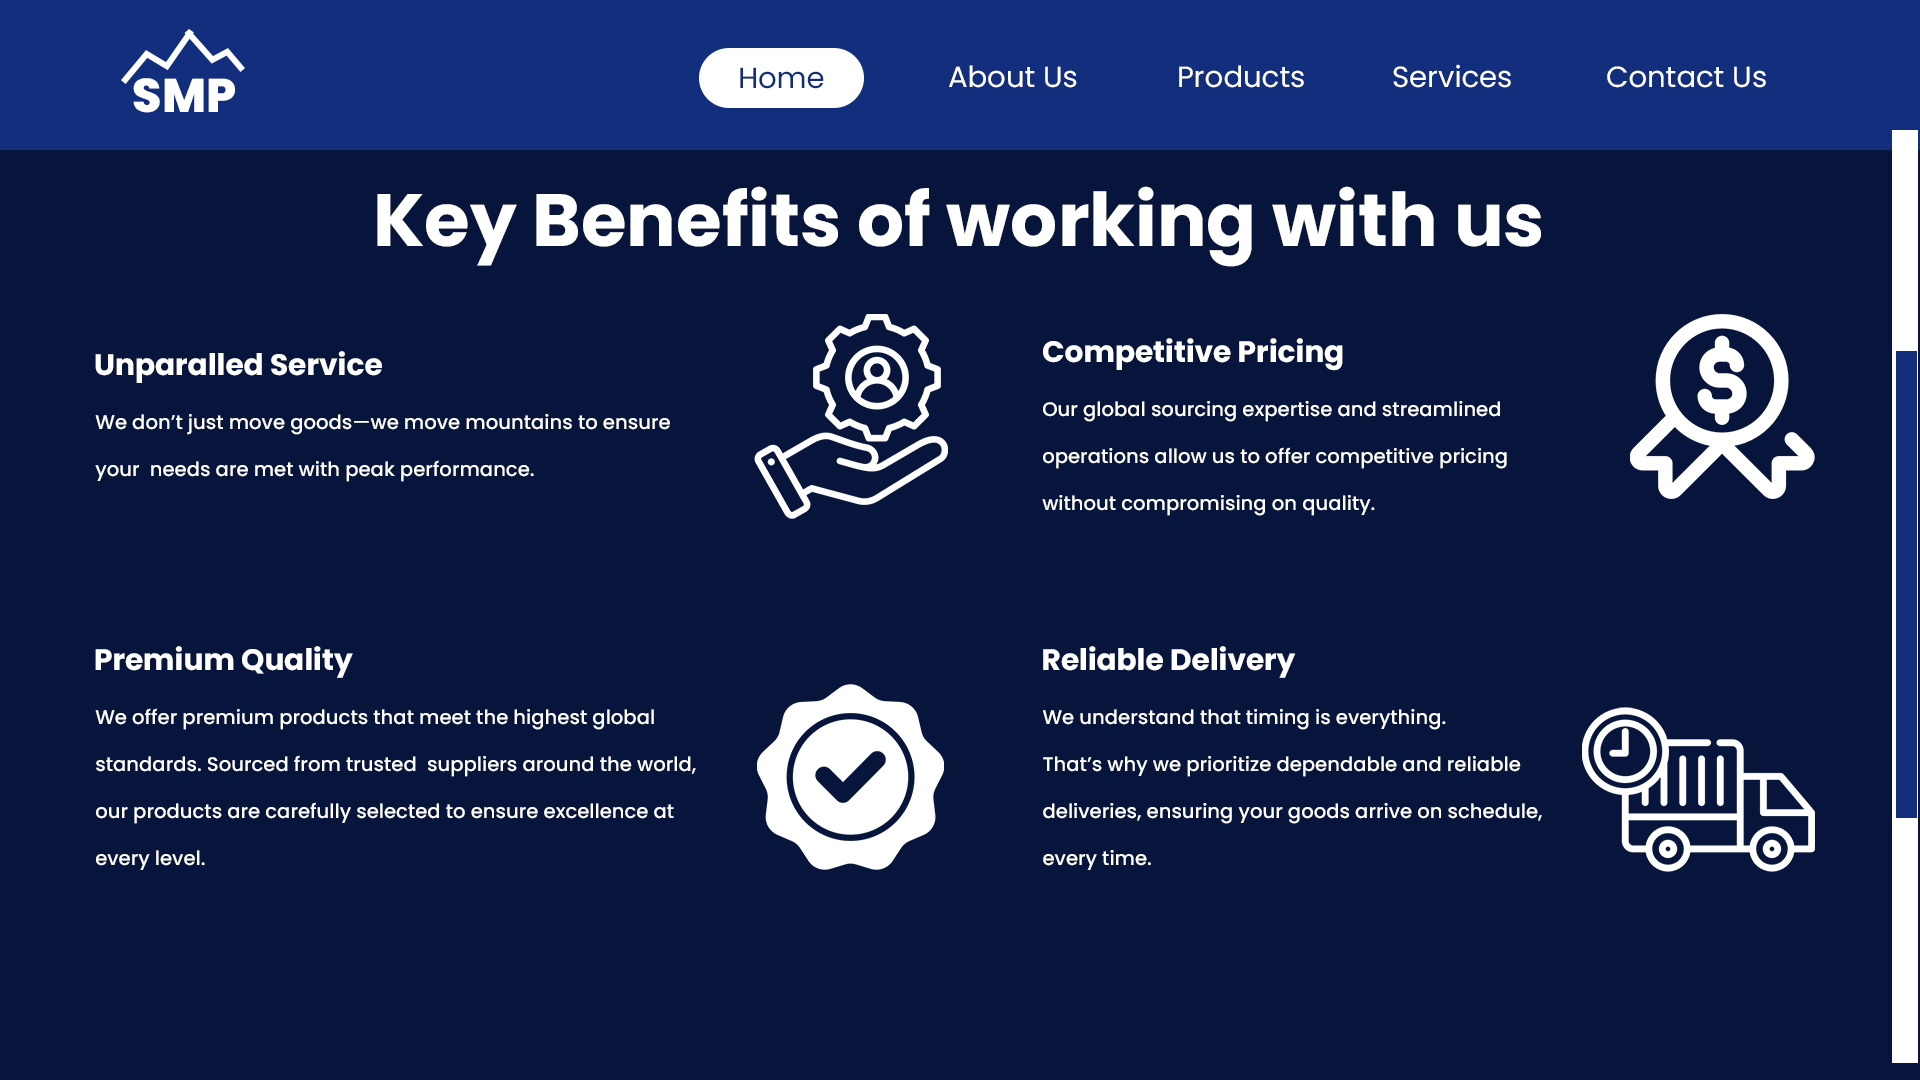 SMP
Home
About Us
Products
Services
Contact Us
Key Benefits of working with us
Unparalled Service
We don’t just move goods—we move mountains to ensure
your  needs are met with peak performance.
Competitive Pricing
Our global sourcing expertise and streamlined
operations allow us to offer competitive pricing
without compromising on quality.
Premium Quality
We offer premium products that meet the highest global
standards. Sourced from trusted  suppliers around the world,
our products are carefully selected to ensure excellence at
every level.
Reliable Delivery
We understand that timing is everything.
That’s why we prioritize dependable and reliable
deliveries, ensuring your goods arrive on schedule,
every time.